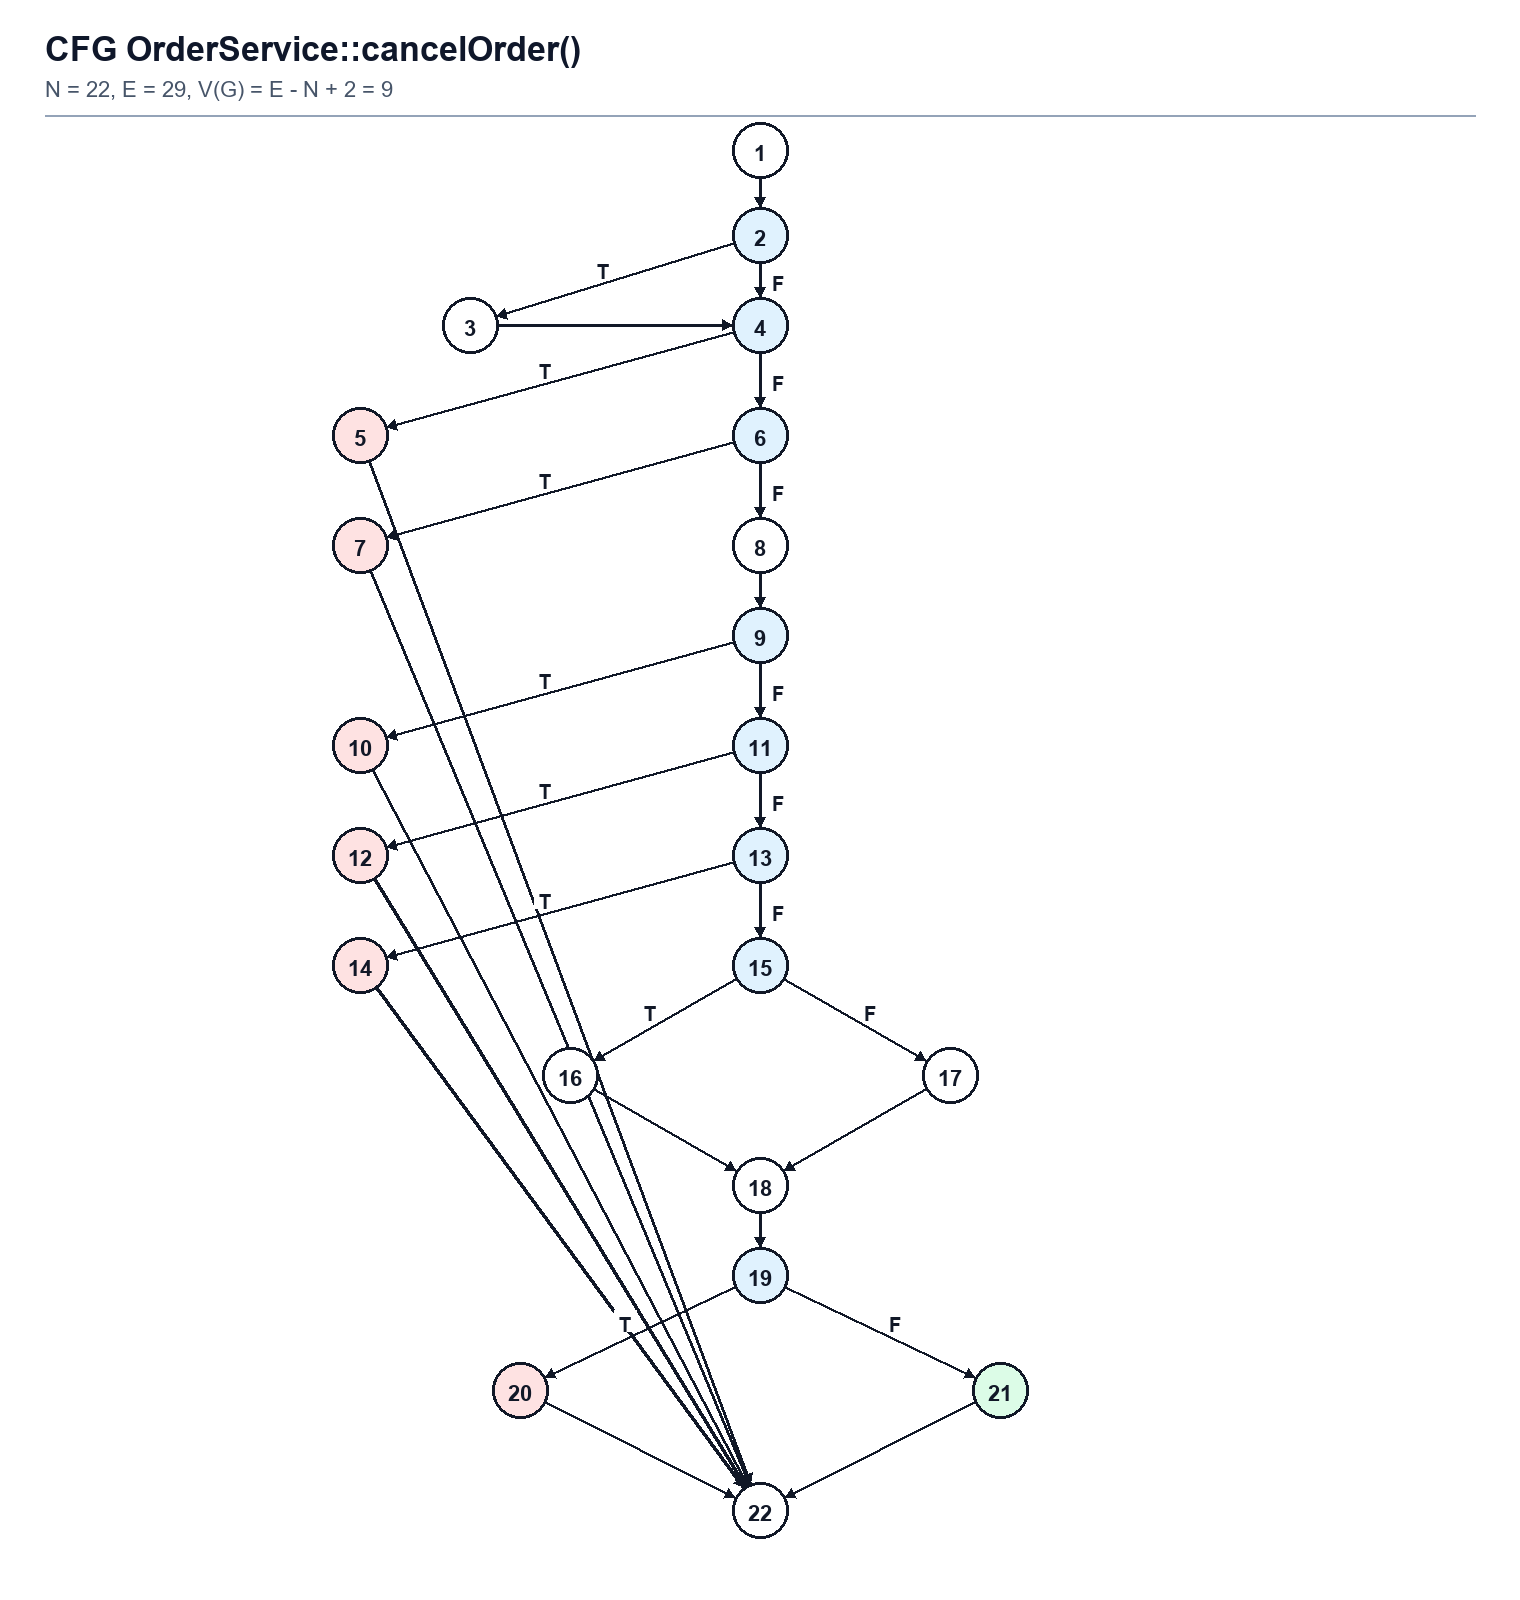 CFG OrderService::cancelOrder()
N = 22, E = 29, V(G) = E - N + 2 = 9
1
2
T
F
3
4
T
F
5
6
T
F
7
8
9
T
F
10
11
T
F
12
13
T
F
14
15
T
F
16
17
18
19
T
F
20
21
22